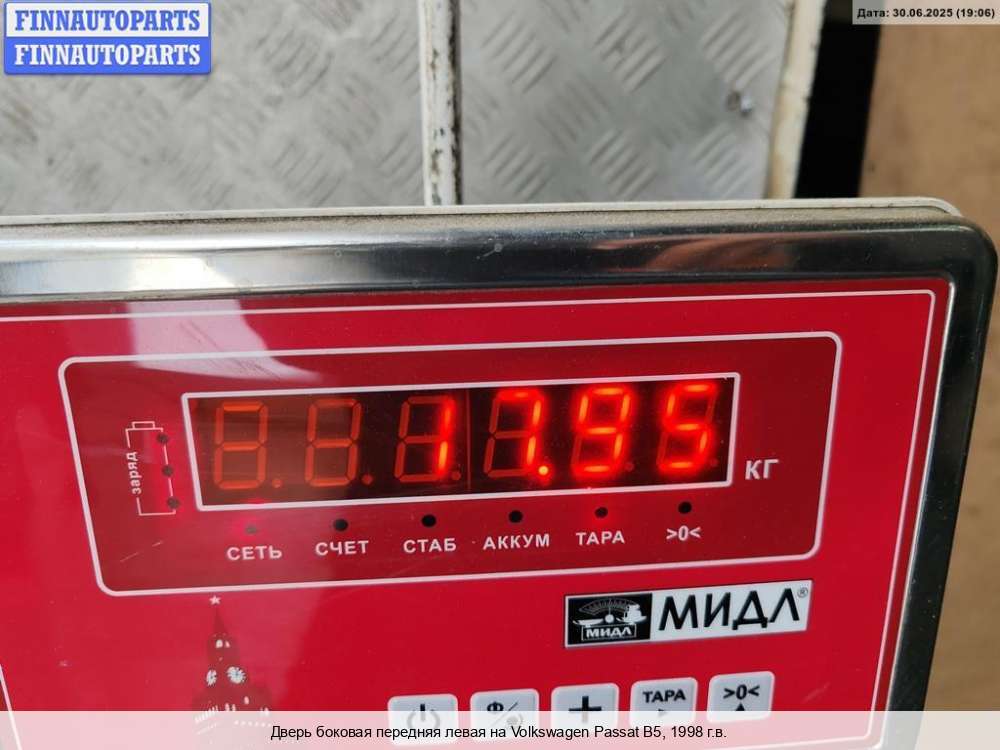 FINNAUTOPARTS
FINNAUTOPARTS
Дата: 30.06.2025 (19:06)
17.95
КГ
заряд
СЕТЬ
СЧЕТ
СТАБ
АККУМ
ТАРА
>0<
МИДЛ
МИДЛ®
ТАРА
>0<
Дверь боковая передняя левая на Volkswagen Passat B5, 1998 г.в.